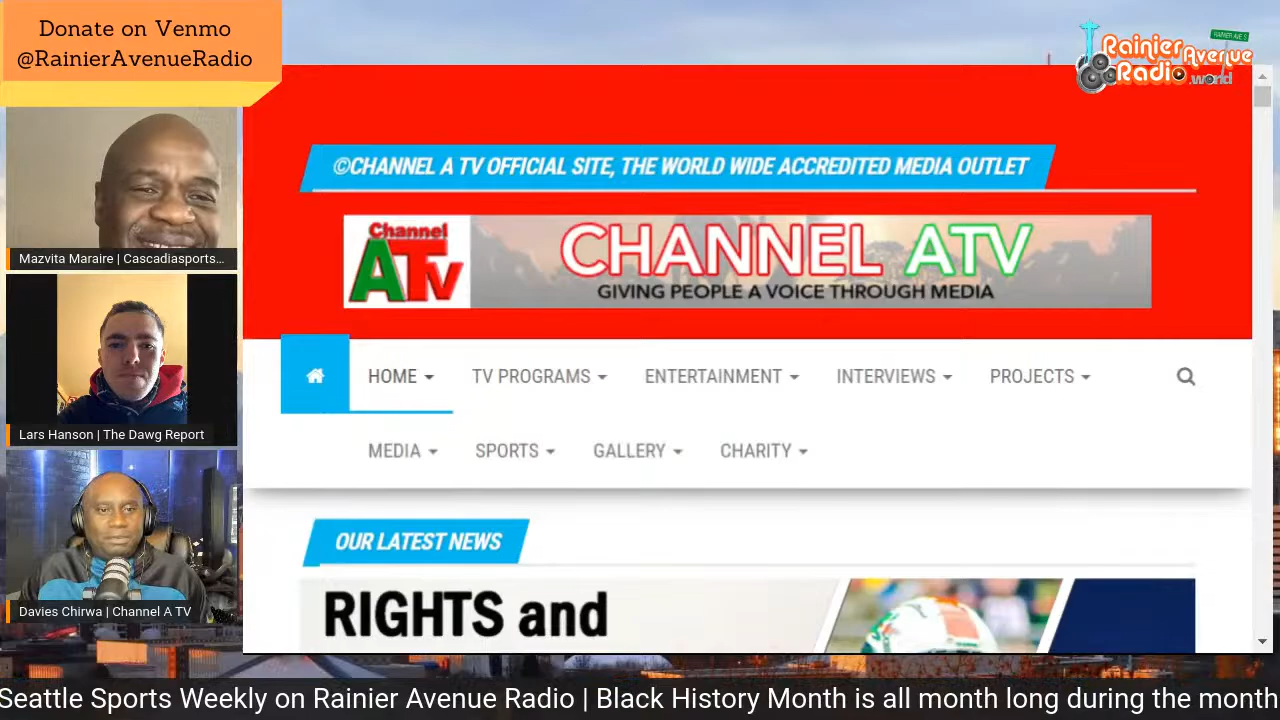 Donate on Venmo
@RainierAvenueRadio
RAINIER AVE S
Rainier Avenue
Radio .world
©CHANNEL A TV OFFICIAL SITE, THE WORLD WIDE ACCREDITED MEDIA OUTLET
Channel
ATV
CHANNEL ATV
GIVING PEOPLE A VOICE THROUGH MEDIA
Mazvita Maraire | Cascadiasports...
HOME
TV PROGRAMS
ENTERTAINMENT
INTERVIEWS
PROJECTS
Lars Hanson | The Dawg Report
MEDIA
SPORTS
GALLERY
CHARITY
OUR LATEST NEWS
RIGHTS and
Davies Chirwa | Channel A TV
Seattle Sports Weekly on Rainier Avenue Radio | Black History Month is all month long during the month